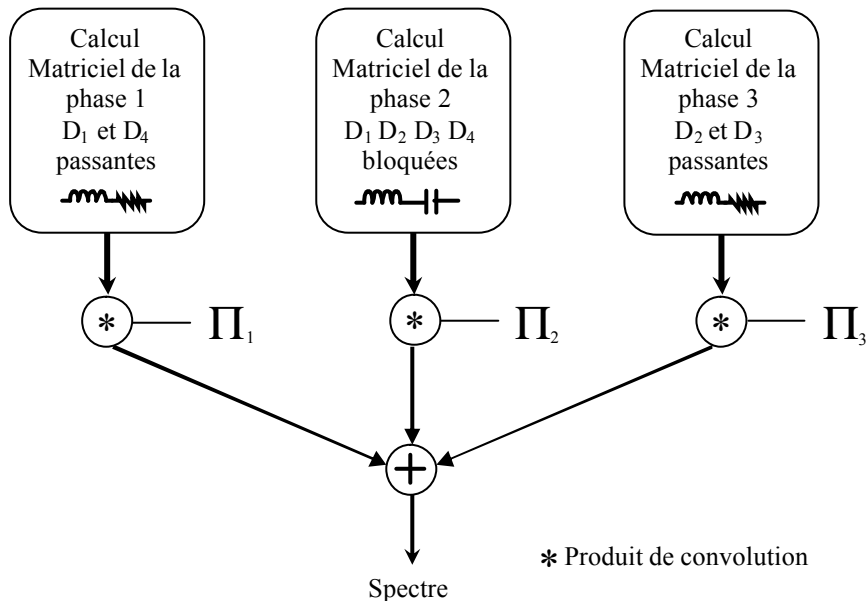 Calcul
Matriciel de la
phase 1
D₁ et D₄
passantes
Calcul
Matriciel de la
phase 2
D₁ D₂ D₃ D₄
bloquées
Calcul
Matriciel de la
phase 3
D₂ et D₃
passantes
* Π₁
* Π₂
* Π₃
+
* Produit de convolution
Spectre